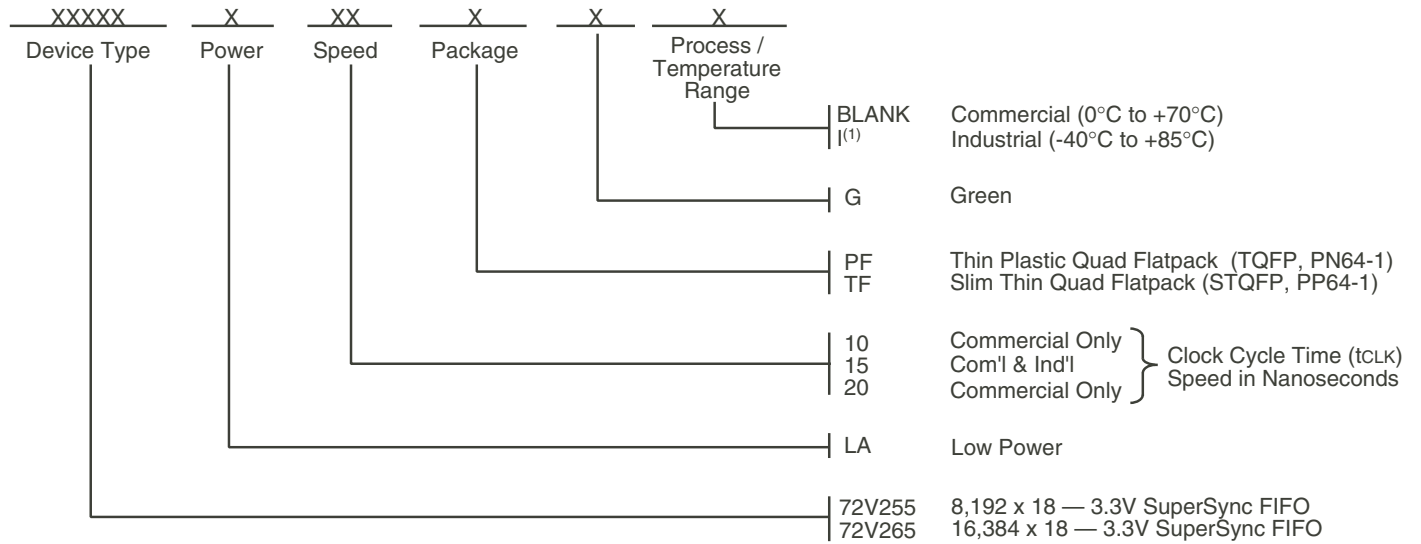 XXXXX X XX X X X
Device Type Power Speed Package Process /
Temperature
Range
BLANK Commercial (0°C to +70°C)
I(1) Industrial (-40°C to +85°C)
G Green
PF Thin Plastic Quad Flatpack (TQFP, PN64-1)
TF Slim Thin Quad Flatpack (STQFP, PP64-1)
10 Commercial Only
15 Com'l & Ind'l
20 Commercial Only
Clock Cycle Time (tCLK)
Speed in Nanoseconds
LA Low Power
72V255 8,192 x 18 — 3.3V SuperSync FIFO
72V265 16,384 x 18 — 3.3V SuperSync FIFO